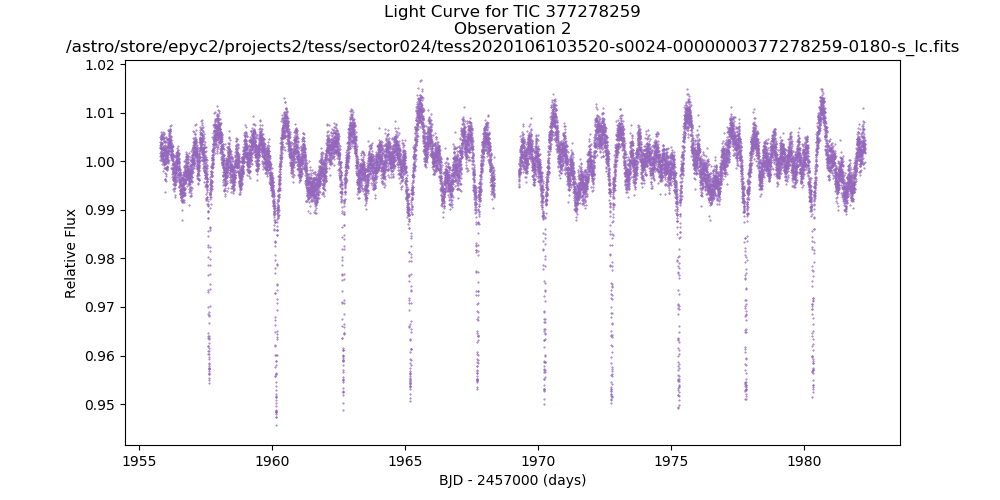 Light Curve for TIC 377278259
Observation 2
/astro/store/epyc2/projects2/tess/sector024/tess2020106103520-s0024-0000000377278259-0180-s_lc.fits
1.02
1.01
1.00
0.99
0.98
0.97
0.96
0.95
Relative Flux
1955 1960 1965 1970 1975 1980
BJD - 2457000 (days)